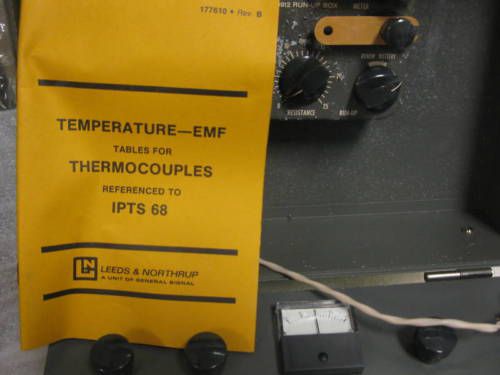 177610 • Rev B
TEMPERATURE—EMF
TABLES FOR
THERMOCOUPLES
REFERENCED TO
IPTS 68
LEEDS & NORTHRUP
A UNIT OF GENERAL SIGNAL
RUN-UP BOX
METER
RESISTANCE
RUN-UP
15